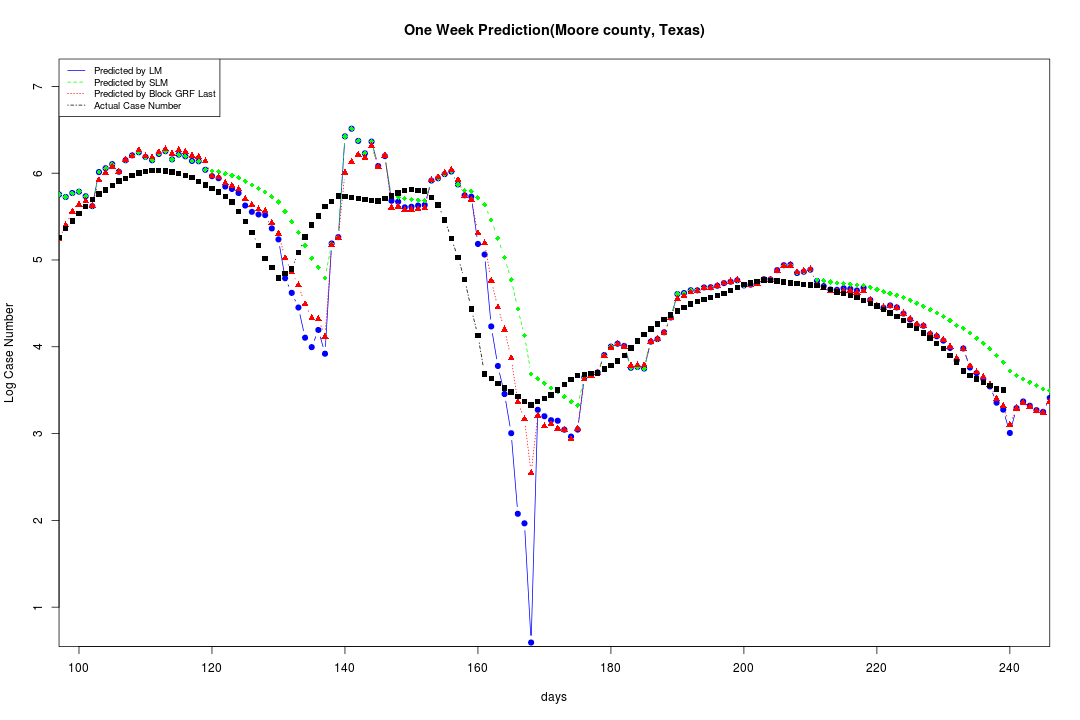 One Week Prediction(Moore county, Texas)
Predicted by LM
Predicted by SLM
Predicted by Block GRF Last
Actual Case Number
7
6
5
4
3
2
1
Log Case Number
100 120 140 160 180 200 220 240
days